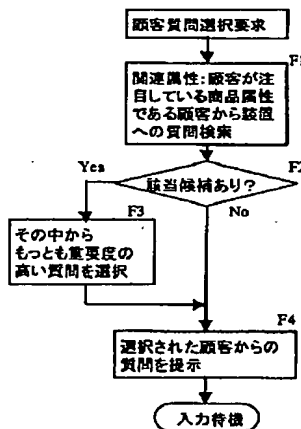 顧客質問選択要求
F1
関連属性:顧客が注
目している商品属性
である顧客から装置
への質問検索
Yes
F2
該当候補あり?
F3
No
その中から
もっとも重要度の
高い質問を選択
F4
選択された顧客からの
質問を提示
入力待機